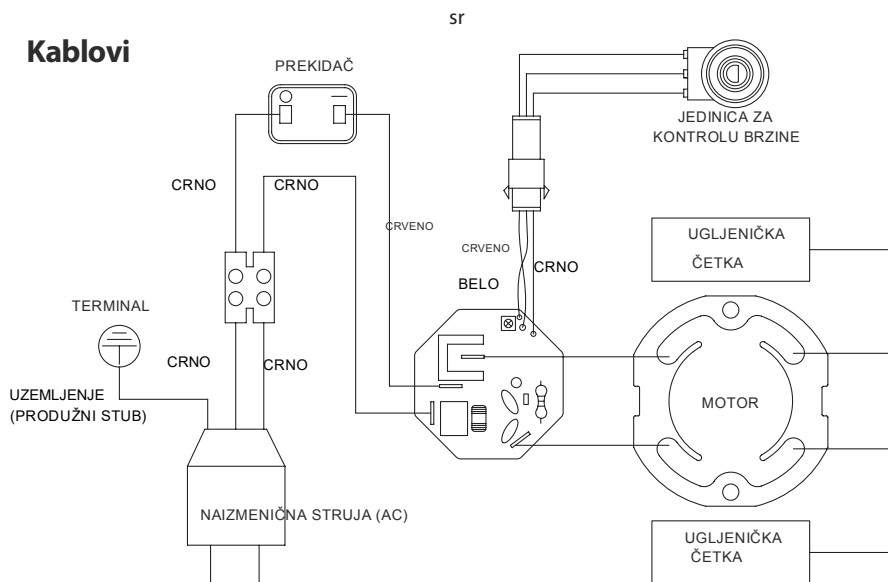 sr
Kablovi
PREKIDAČ
JEDINICA ZA
KONTROLU BRZINE
CRNO
CRNO
CRVENO
CRVENO
BELO
CRNO
UGLJENIČKA
ČETKA
TERMINAL
CRNO
CRNO
UZEMLJENJE
(PRODUŽNI STUB)
MOTOR
NAIZMENIČNA STRUJA (AC)
UGLJENIČKA
ČETKA